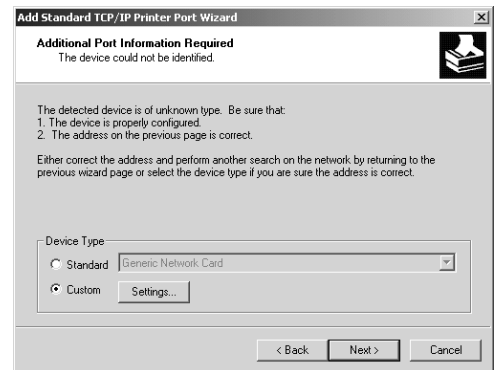 Add Standard TCP/IP Printer Port Wizard
Additional Port Information Required
The device could not be identified.
The detected device is of unknown type. Be sure that:
1. The device is properly configured.
2. The address on the previous page is correct.
Either correct the address and perform another search on the network by returning to the
previous wizard page or select the device type if you are sure the address is correct.
Device Type
Standard Generic Network Card
Custom Settings...
< Back Next > Cancel